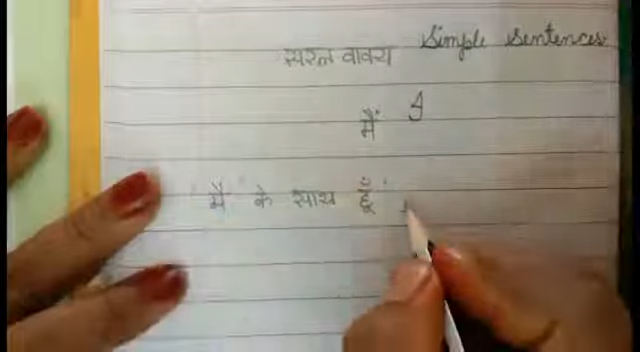 सरल वाक्य Simple Sentences
मैं I
"मैं" के साथ हूँ '